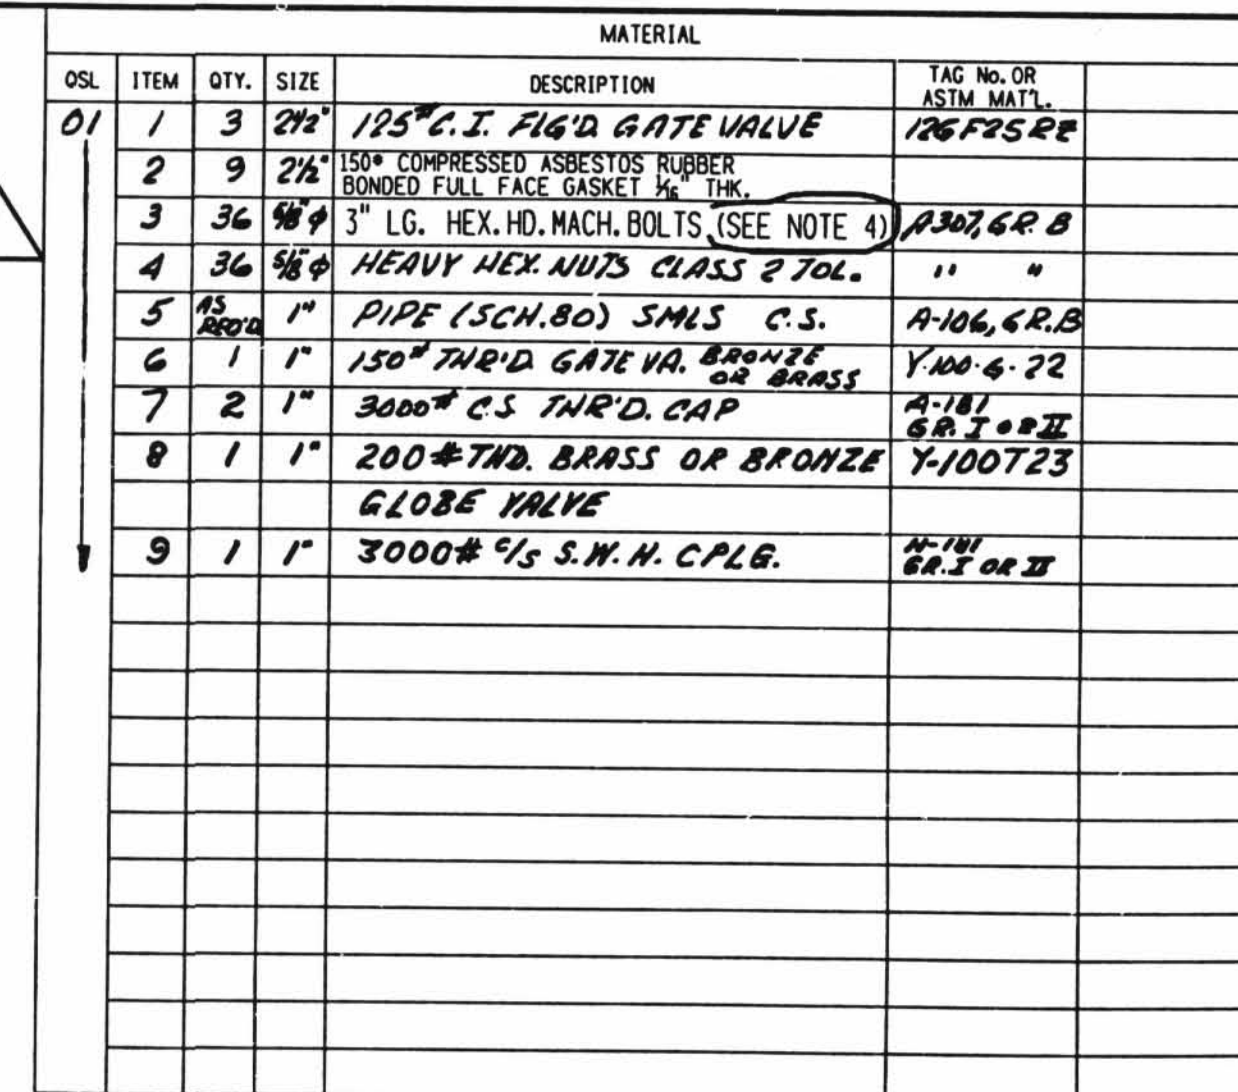 MATERIAL
OSL ITEM QTY. SIZE DESCRIPTION TAG No. OR ASTM MAT'L.
01 1 3 2½" 125# C.I. FLG'D. GATE VALVE
2 9 2½" 150# COMPRESSED ASBESTOS RUBBER
BONDED FULL FACE GASKET 1/16" THK.
3 36 5/8"φ 3" LG. HEX. HD. MACH. BOLTS (SEE NOTE 4) A307, GR. B
4 36 5/8"φ HEAVY HEX. NUTS CLASS 2 TOL. " "
5 AS REQ'D 1" PIPE (SCH. 80) SMLS C.S. A-106, GR. B
6 1 1" 150# THR'D. GATE VA. BRONZE
OR BRASS Y-100-G-22
7 2 1" 3000# C.S. THR'D. CAP A-181
GR. I OR II
8 1 1" 200# THD. BRASS OR BRONZE Y-100T23
GLOBE VALVE
9 1 1" 3000# C/S S.W. H. CPLG.
GR. I OR II